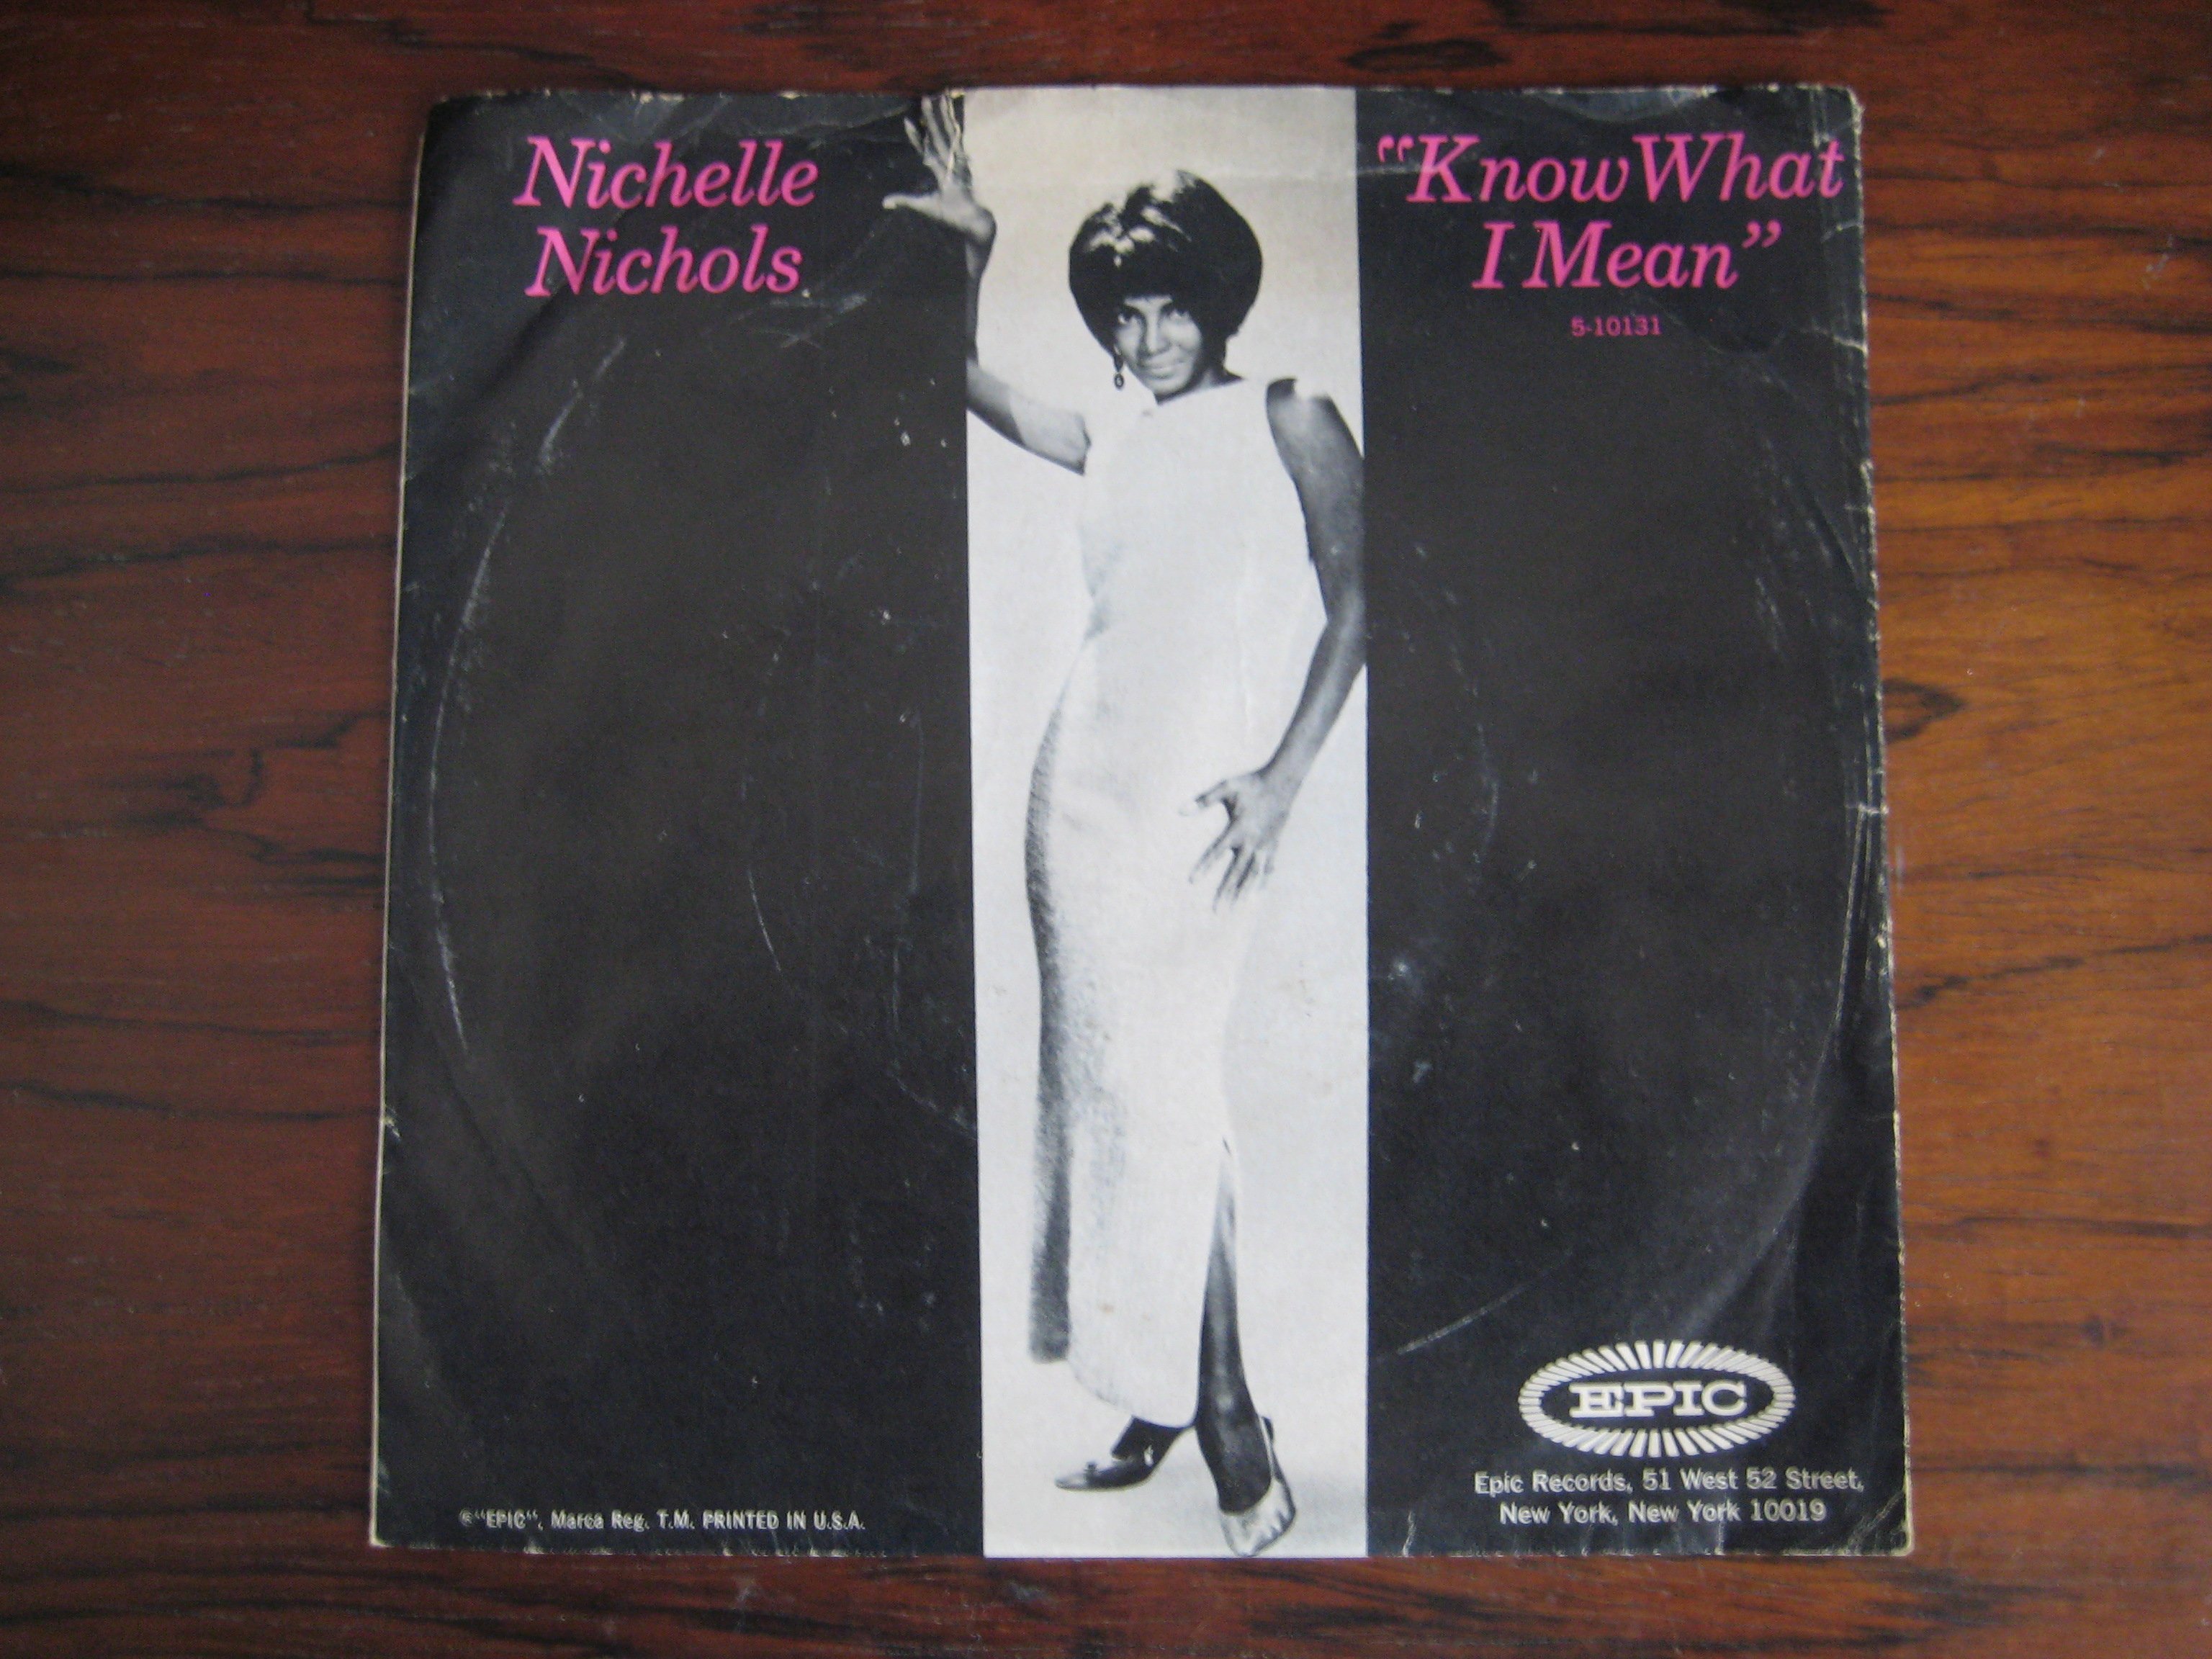 Nichelle
Nichols
"Know What
I Mean"
5-10131
EPIC
Epic Records, 51 West 52 Street,
New York, New York 10019
®"EPIC", Marca Reg. T.M. PRINTED IN U.S.A.